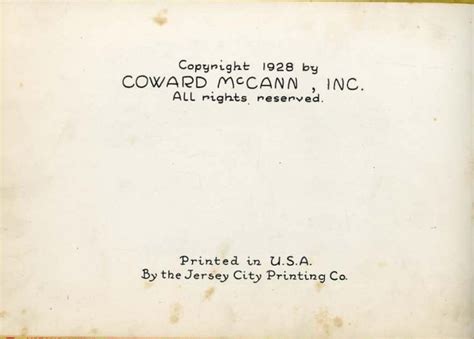 Copyright 1928 by
COWARD McCANN, INC.
All rights reserved.
Printed in U.S.A.
By the Jersey City Printing Co.